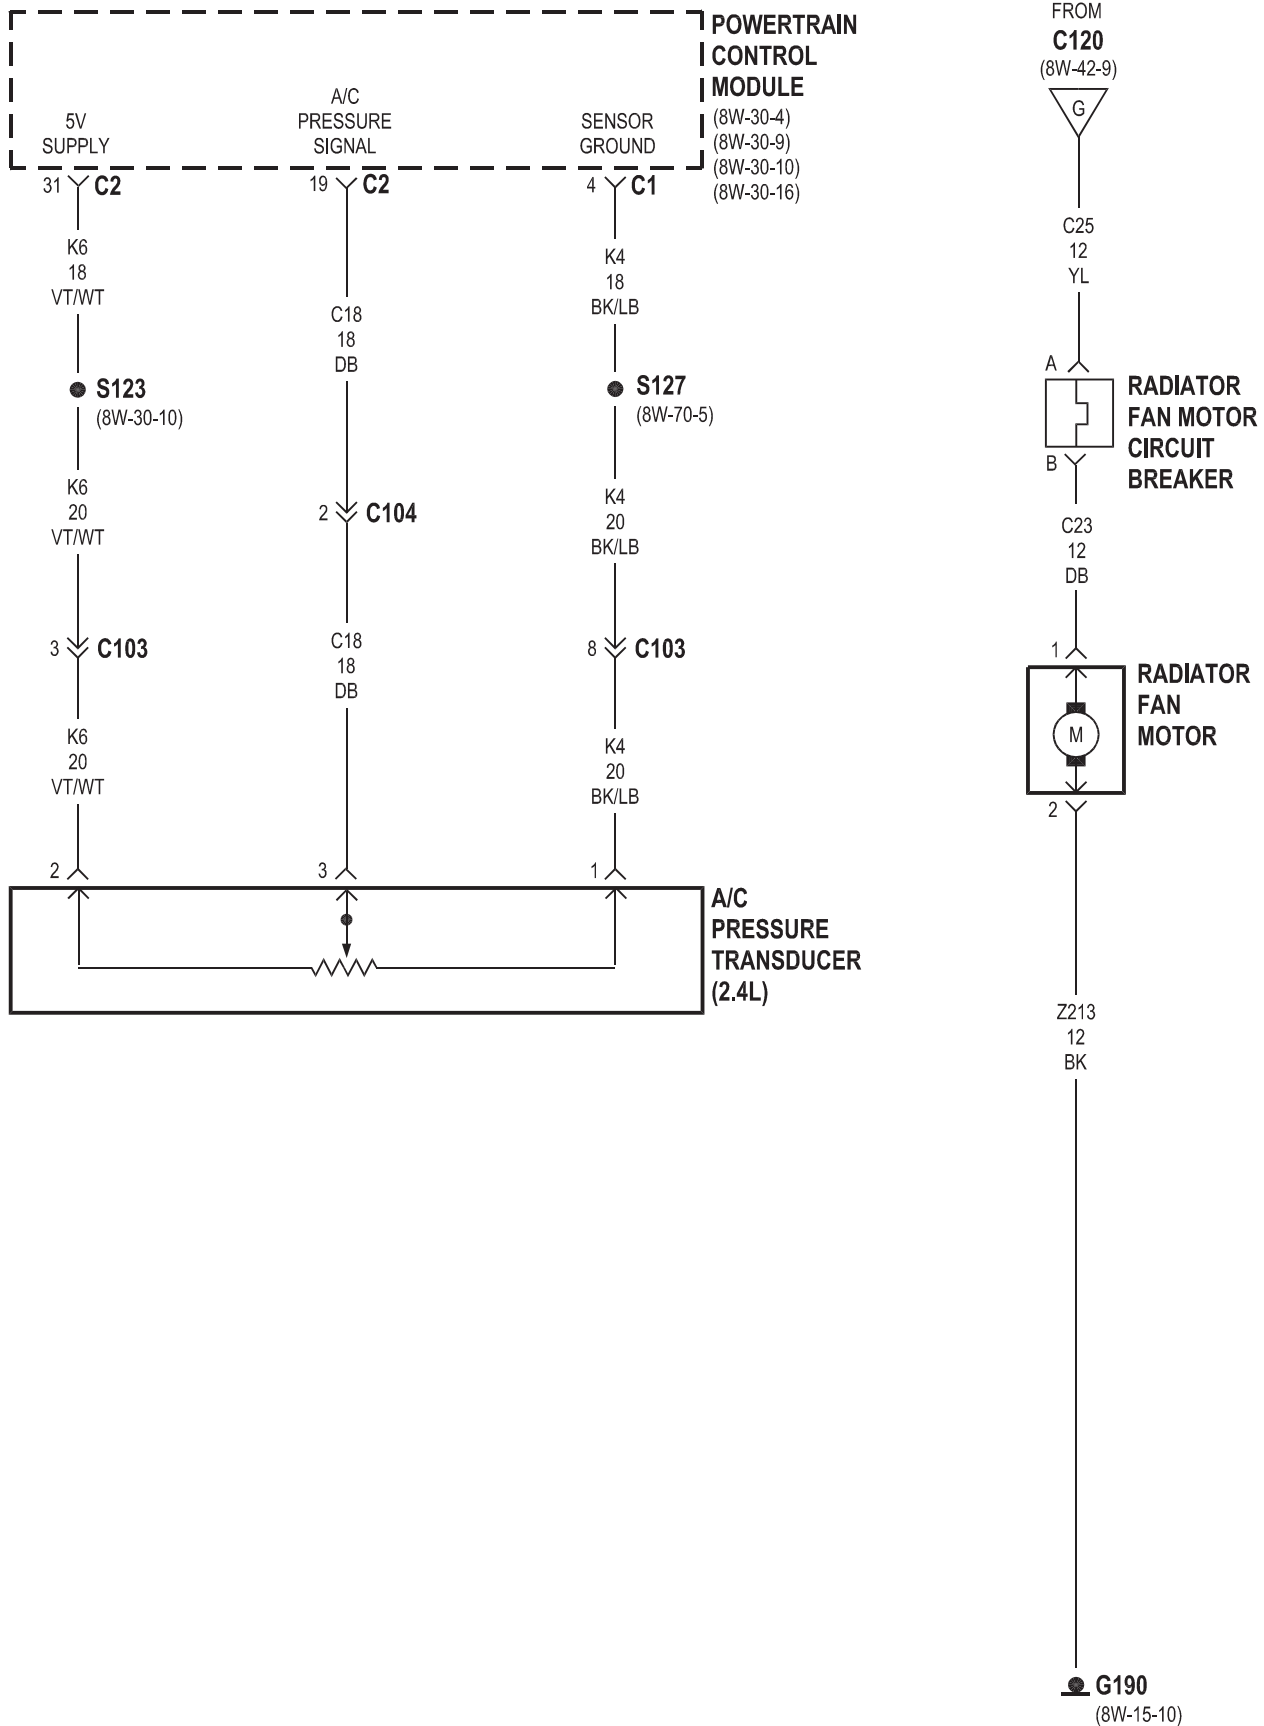 POWERTRAIN
CONTROL
MODULE
(8W-30-4)
(8W-30-9)
(8W-30-10)
(8W-30-16)
5V
SUPPLY
A/C
PRESSURE
SIGNAL
SENSOR
GROUND
31 C2
19 C2
4 C1
K6
18
VT/WT
C18
18
DB
K4
18
BK/LB
S123
(8W-30-10)
S127
(8W-70-5)
K6
20
VT/WT
2 C104
K4
20
BK/LB
3 C103
C18
18
DB
8 C103
K6
20
VT/WT
K4
20
BK/LB
2
3
1
A/C
PRESSURE
TRANSDUCER
(2.4L)
FROM
C120
(8W-42-9)
G
C25
12
YL
A
RADIATOR
FAN MOTOR
CIRCUIT
BREAKER
B
C23
12
DB
1
RADIATOR
FAN
MOTOR
M
2
Z213
12
BK
G190
(8W-15-10)